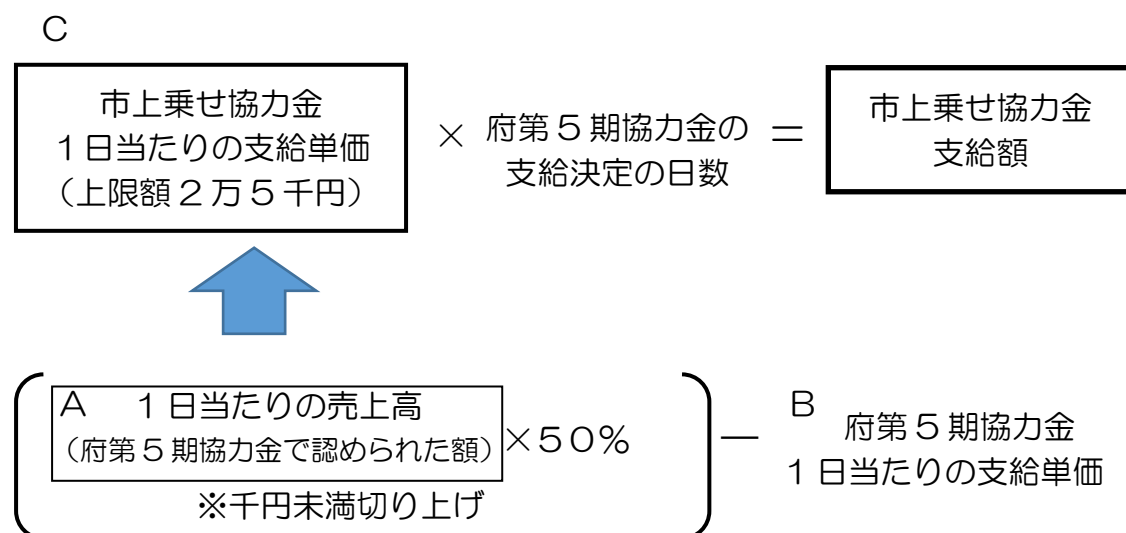 C
市上乗せ協力金
１日当たりの支給単価
（上限額２万５千円）
× 府第５期協力金の
支給決定の日数
＝
市上乗せ協力金
支給額
A １日当たりの売上高
（府第５期協力金で認められた額）
×５０％
※千円未満切り上げ
－
B
府第５期協力金
１日当たりの支給単価